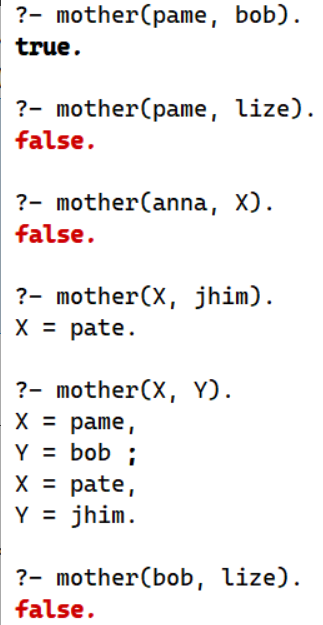 ?- mother(pame, bob).
true.
?- mother(pame, lize).
false.
?- mother(anna, X).
false.
?- mother(X, jhim).
X = pate.
?- mother(X, Y).
X = pame,
Y = bob ;
X = pate,
Y = jhim.
?- mother(bob, lize).
false.